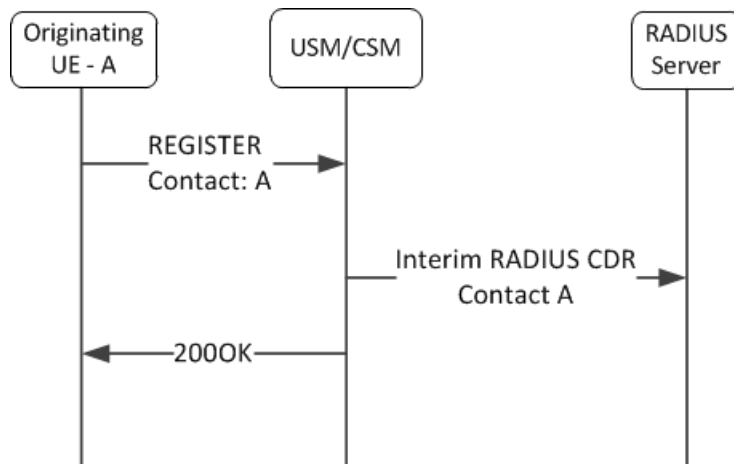 Originating
UE - A
USM/CSM
RADIUS
Server
REGISTER
Contact: A
Interim RADIUS CDR
Contact A
200OK